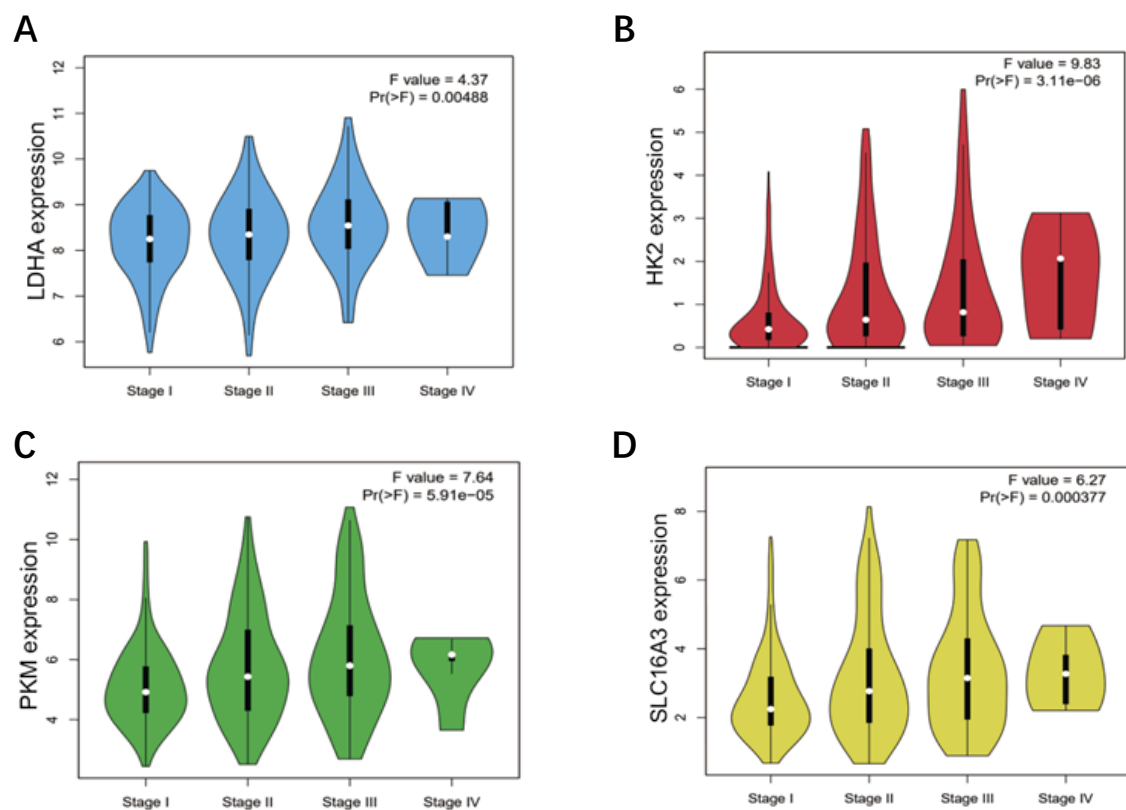 A
F value = 4.37
Pr(>F) = 0.00488
LDHA expression
12
11
10
9
8
7
6
Stage I
Stage II
Stage III
Stage IV
B
F value = 9.83
Pr(>F) = 3.11e−06
HK2 expression
6
5
4
3
2
1
0
Stage I
Stage II
Stage III
Stage IV
C
F value = 7.64
Pr(>F) = 5.91e−05
PKM expression
12
10
8
6
4
Stage I
Stage II
Stage III
Stage IV
D
F value = 6.27
Pr(>F) = 0.000377
SLC16A3 expression
8
6
4
2
Stage I
Stage II
Stage III
Stage IV